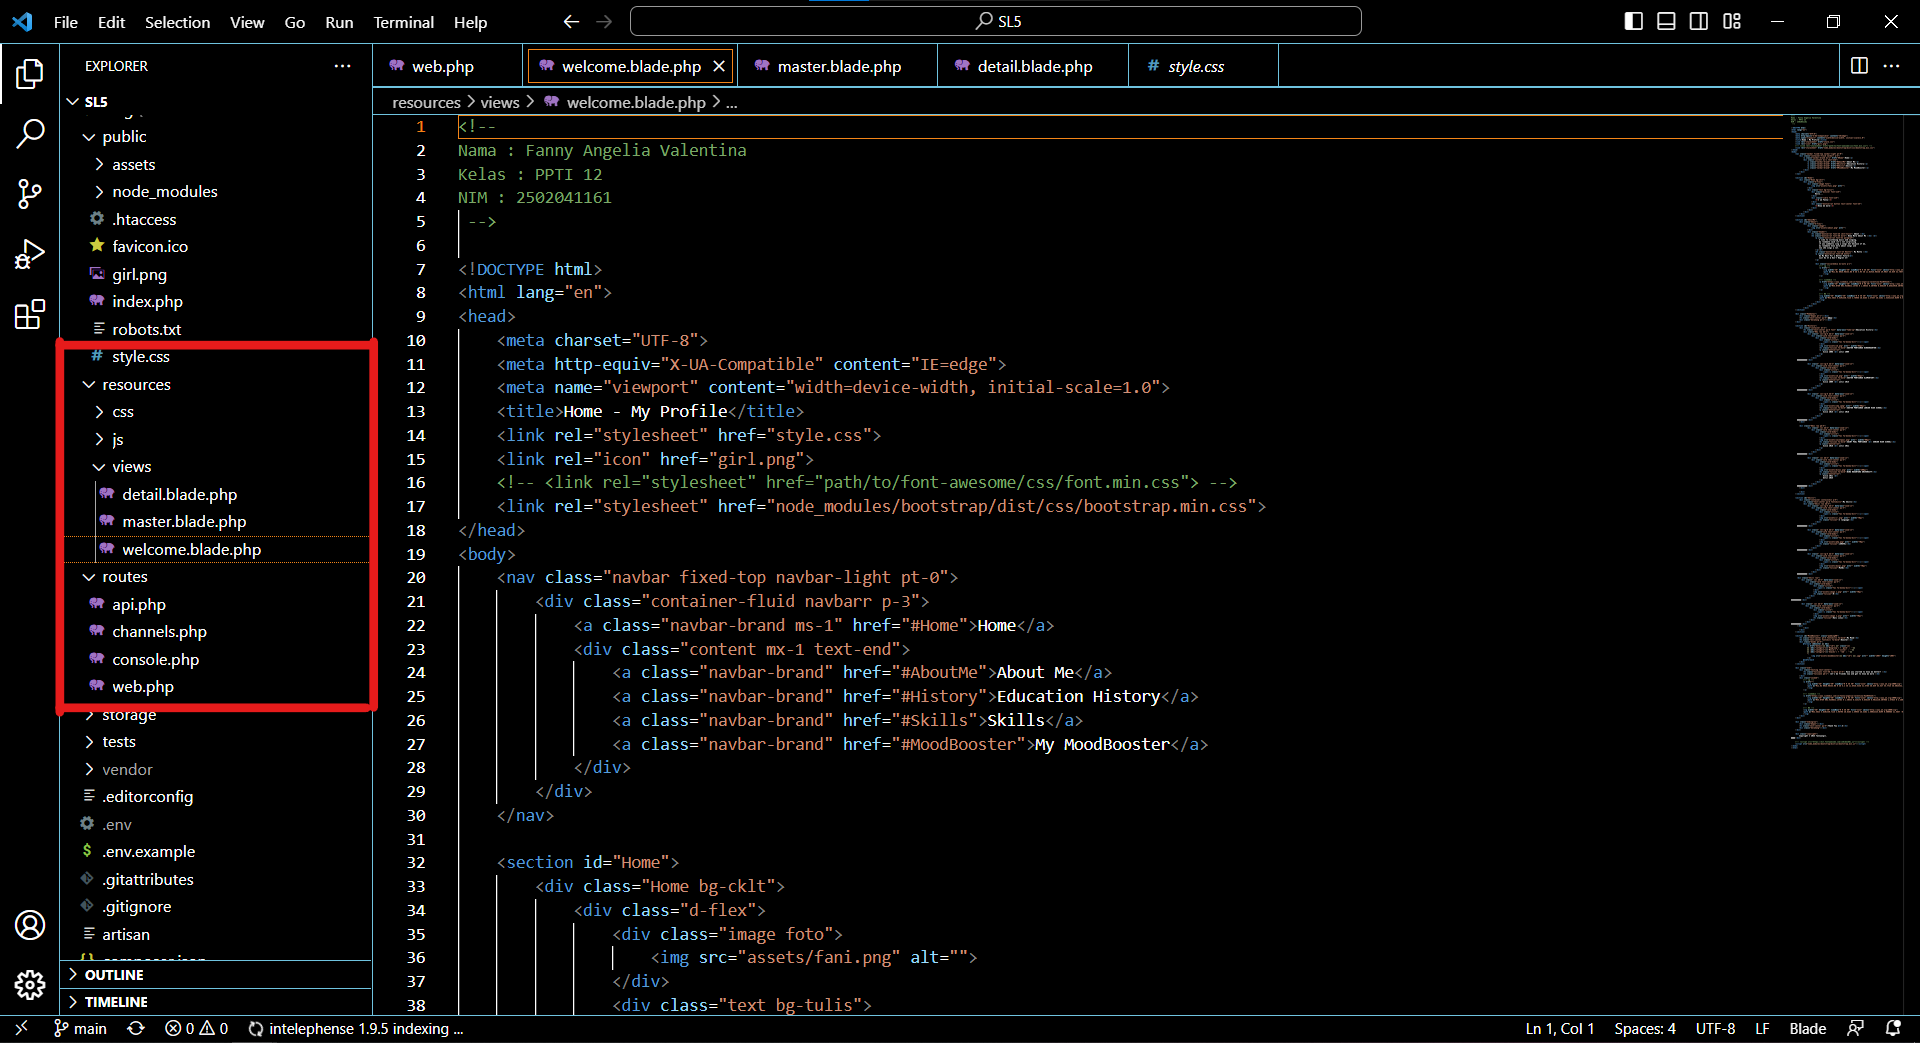 File Edit Selection View Go Run Terminal Help
SL5
EXPLORER
SL5
public
assets
node_modules
.htaccess
favicon.ico
girl.png
index.php
robots.txt
style.css
resources
css
js
views
detail.blade.php
master.blade.php
welcome.blade.php
routes
api.php
channels.php
console.php
web.php
storage
tests
vendor
.editorconfig
.env
.env.example
.gitattributes
.gitignore
artisan
OUTLINE
TIMELINE
web.php welcome.blade.php master.blade.php detail.blade.php style.css
resources > views > welcome.blade.php > ...
1 <!--
2 Nama : Fanny Angelia Valentina
3 Kelas : PPTI 12
4 NIM : 2502041161
5 -->
6
7 <!DOCTYPE html>
8 <html lang="en">
9 <head>
10 <meta charset="UTF-8">
11 <meta http-equiv="X-UA-Compatible" content="IE=edge">
12 <meta name="viewport" content="width=device-width, initial-scale=1.0">
13 <title>Home - My Profile</title>
14 <link rel="stylesheet" href="style.css">
15 <link rel="icon" href="girl.png">
16 <!-- <link rel="stylesheet" href="path/to/font-awesome/css/font.min.css"> -->
17 <link rel="stylesheet" href="node_modules/bootstrap/dist/css/bootstrap.min.css">
18 </head>
19 <body>
20 <nav class="navbar fixed-top navbar-light pt-0">
21 <div class="container-fluid navbarr p-3">
22 <a class="navbar-brand ms-1" href="#Home">Home</a>
23 <div class="content mx-1 text-end">
24 <a class="navbar-brand" href="#AboutMe">About Me</a>
25 <a class="navbar-brand" href="#History">Education History</a>
26 <a class="navbar-brand" href="#Skills">Skills</a>
27 <a class="navbar-brand" href="#MoodBooster">My MoodBooster</a>
28 </div>
29 </div>
30 </nav>
31
32 <section id="Home">
33 <div class="Home bg-cklt">
34 <div class="d-flex">
35 <div class="image foto">
36 <img src="assets/fani.png" alt="">
37 </div>
38 <div class="text bg-tulis">
main 0 0 intelephense 1.9.5 indexing ... Ln 1, Col 1 Spaces: 4 UTF-8 LF Blade